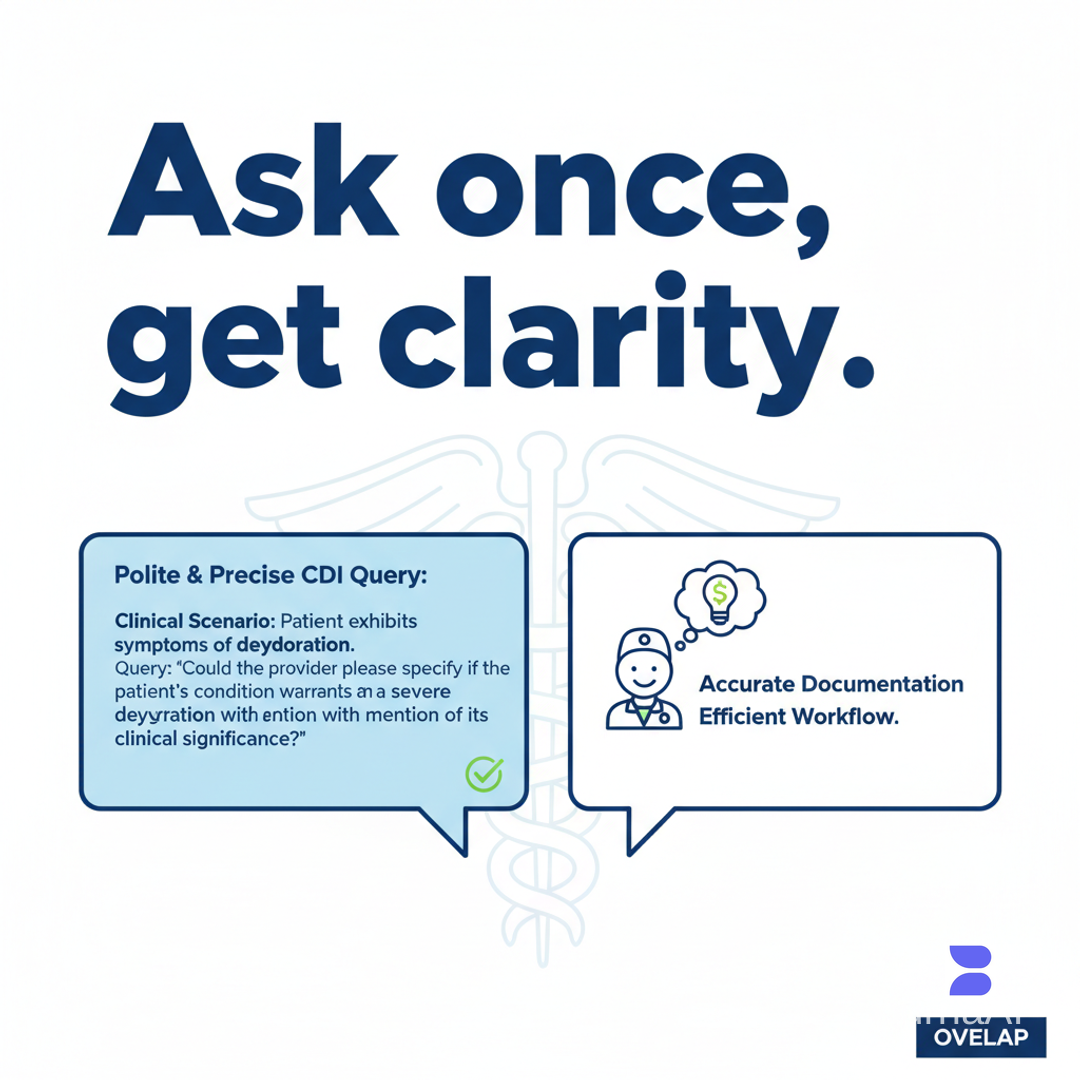 Ask once,
get clarity.
Polite & Precise CDI Query:
Clinical Scenario: Patient exhibits
symptoms of deydoration.
Query: "Could the provider please specify if the
patient's condition warrants an a severe
deyyrration with ention with mention of its
clinical significance?"
$
Accurate Documentation
Efficient Workflow.
OVELAP